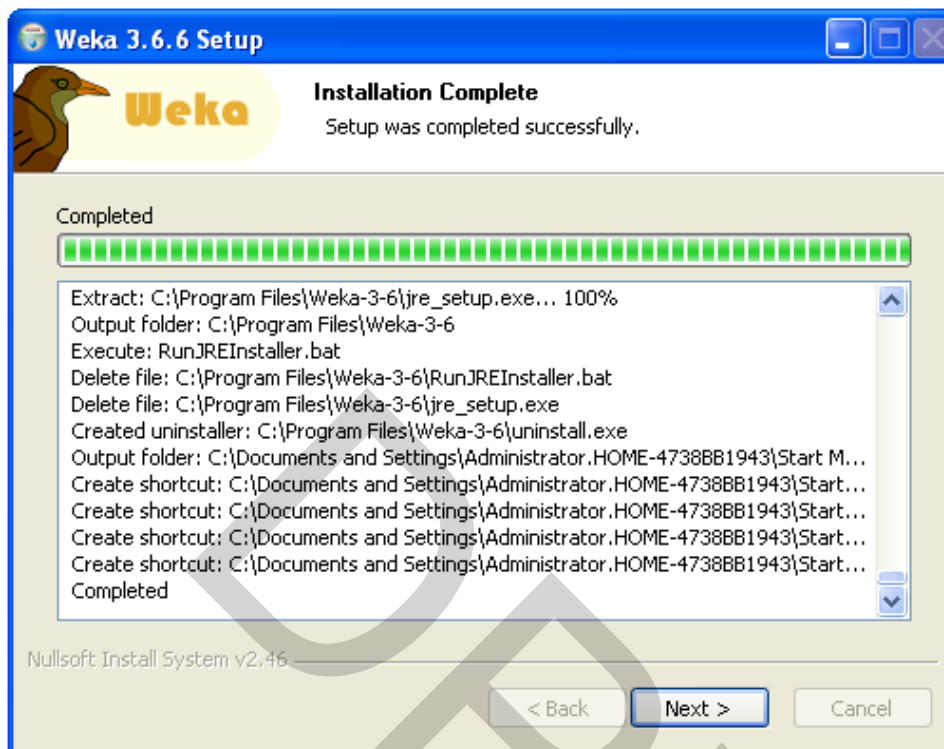 Weka 3.6.6 Setup
Weka
Installation Complete
Setup was completed successfully.
Completed
Extract: C:\Program Files\Weka-3-6\jre_setup.exe... 100%
Output folder: C:\Program Files\Weka-3-6
Execute: RunJREInstaller.bat
Delete file: C:\Program Files\Weka-3-6\RunJREInstaller.bat
Delete file: C:\Program Files\Weka-3-6\jre_setup.exe
Created uninstaller: C:\Program Files\Weka-3-6\uninstall.exe
Output folder: C:\Documents and Settings\Administrator.HOME-4738BB1943\Start M...
Create shortcut: C:\Documents and Settings\Administrator.HOME-4738BB1943\Start...
Create shortcut: C:\Documents and Settings\Administrator.HOME-4738BB1943\Start...
Create shortcut: C:\Documents and Settings\Administrator.HOME-4738BB1943\Start...
Create shortcut: C:\Documents and Settings\Administrator.HOME-4738BB1943\Start...
Completed
Nullsoft Install System v2.46
< Back
Next >
Cancel